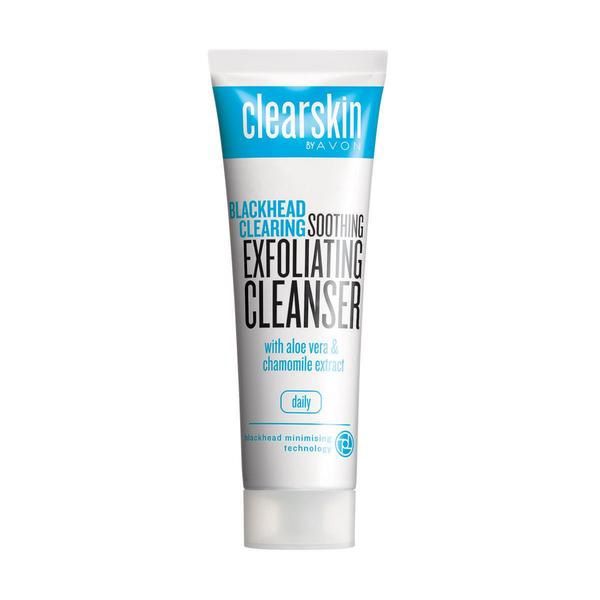 clearskin
BY AVON
BLACKHEAD
CLEARING SOOTHING
EXFOLIATING
CLEANSER
with aloe vera &
chamomile extract
daily
blackhead minimising
technology